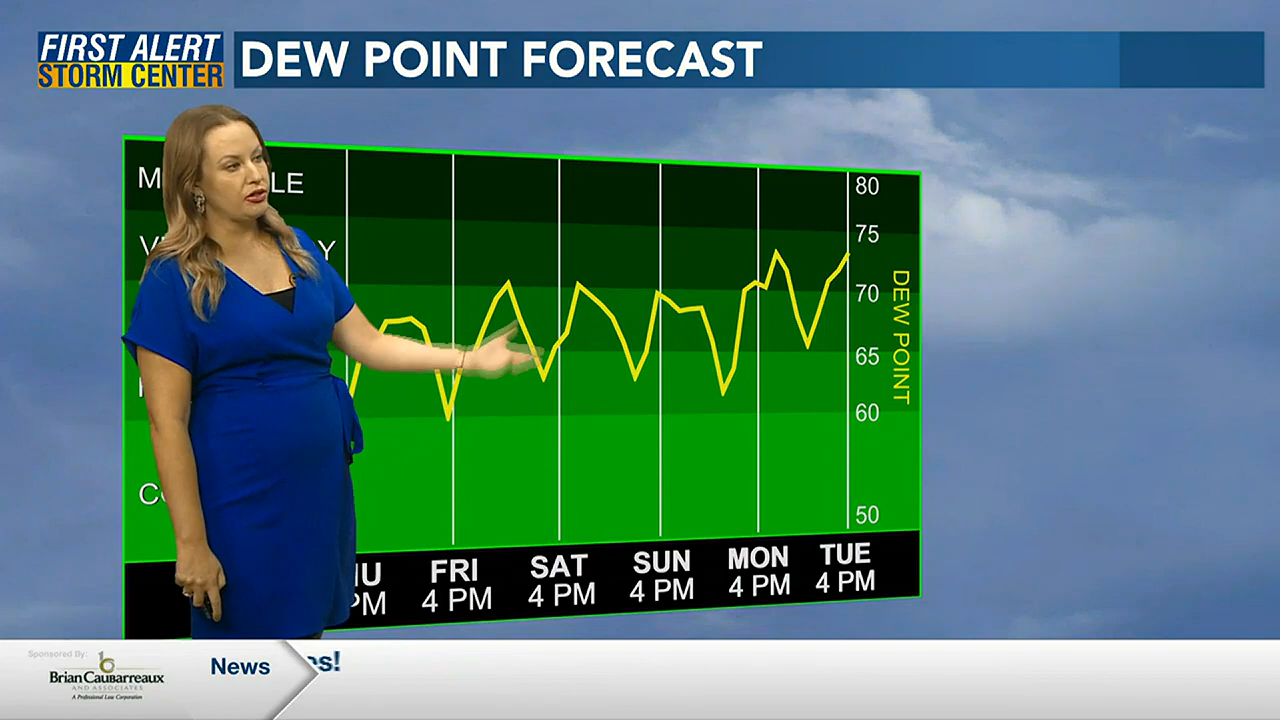 FIRST ALERT
STORM CENTER
DEW POINT FORECAST
80
75
70
65
60
50
DEW POINT
FRI
4 PM
SAT
4 PM
SUN
4 PM
MON
4 PM
TUE
4 PM
Sponsored By:
Brian Caubarreaux
AND ASSOCIATES
A Professional Law Corporation
News